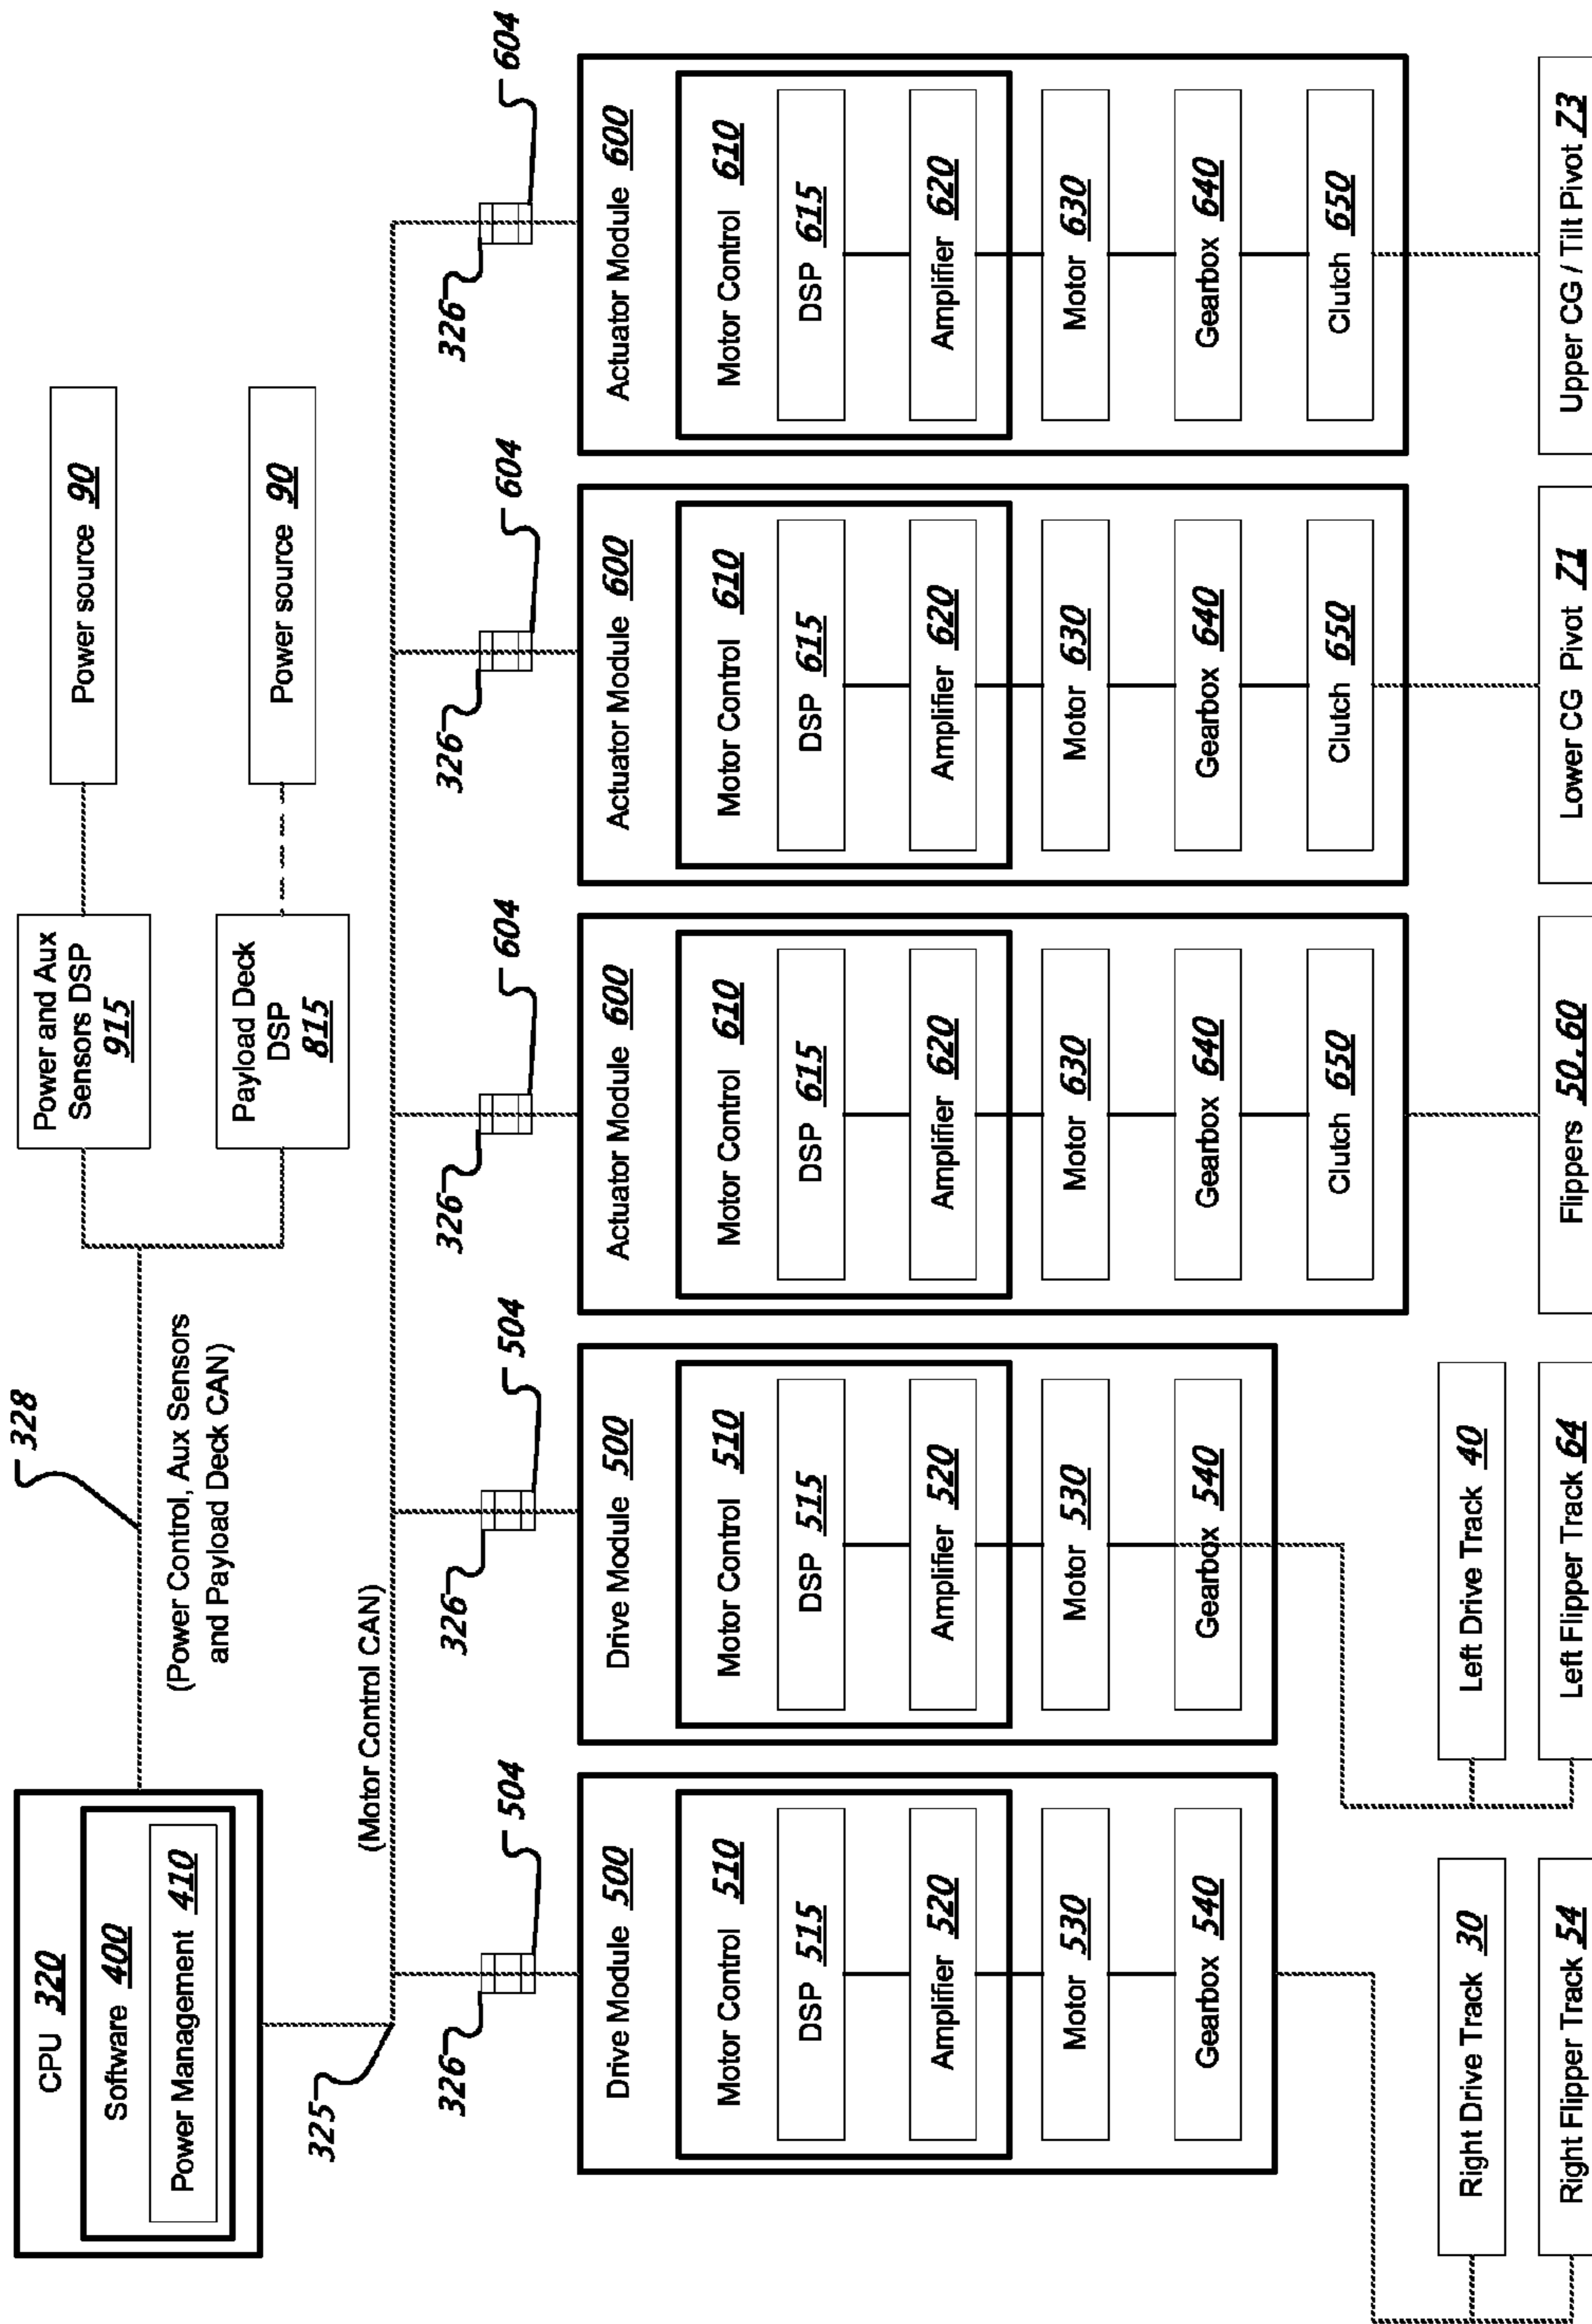 CPU 320
Software 400
Power Management 410
328
(Power Control, Aux Sensors
and Payload Deck CAN)
Power and Aux
Sensors DSP
915
Power source 90
Payload Deck
DSP
815
Power source 90
325
(Motor Control CAN)
326
504
326
504
326
604
326
604
326
604
Drive Module 500
Motor Control 510
DSP 515
Amplifier 520
Motor 530
Gearbox 540
Drive Module 500
Motor Control 510
DSP 515
Amplifier 520
Motor 530
Gearbox 540
Actuator Module 600
Motor Control 610
DSP 615
Amplifier 620
Motor 630
Gearbox 640
Clutch 650
Actuator Module 600
Motor Control 610
DSP 615
Amplifier 620
Motor 630
Gearbox 640
Clutch 650
Actuator Module 600
Motor Control 610
DSP 615
Amplifier 620
Motor 630
Gearbox 640
Clutch 650
Right Drive Track 30
Right Flipper Track 54
Left Drive Track 40
Left Flipper Track 64
Flippers 50.60
Lower CG Pivot 71
Upper CG / Tilt Pivot 73